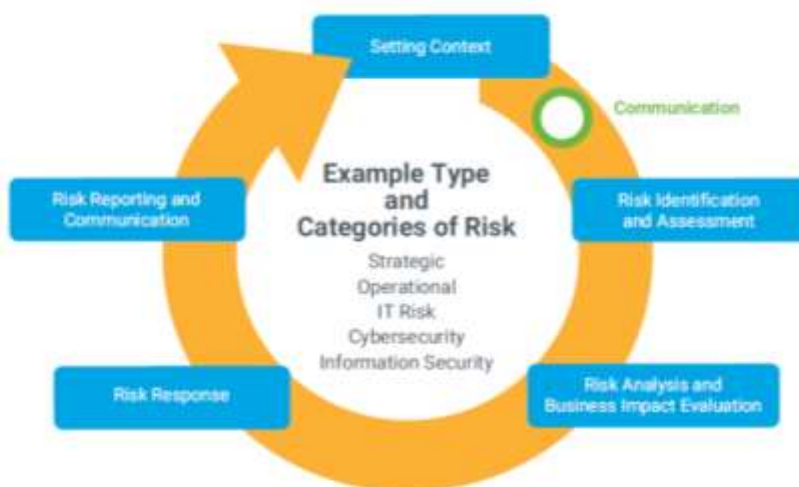 Setting Context
Communication
Example Type
and
Categories of Risk
Strategic
Operational
IT Risk
Cybersecurity
Information Security
Risk Identification
and Assessment
Risk Analysis and
Business Impact Evaluation
Risk Response
Risk Reporting and
Communication